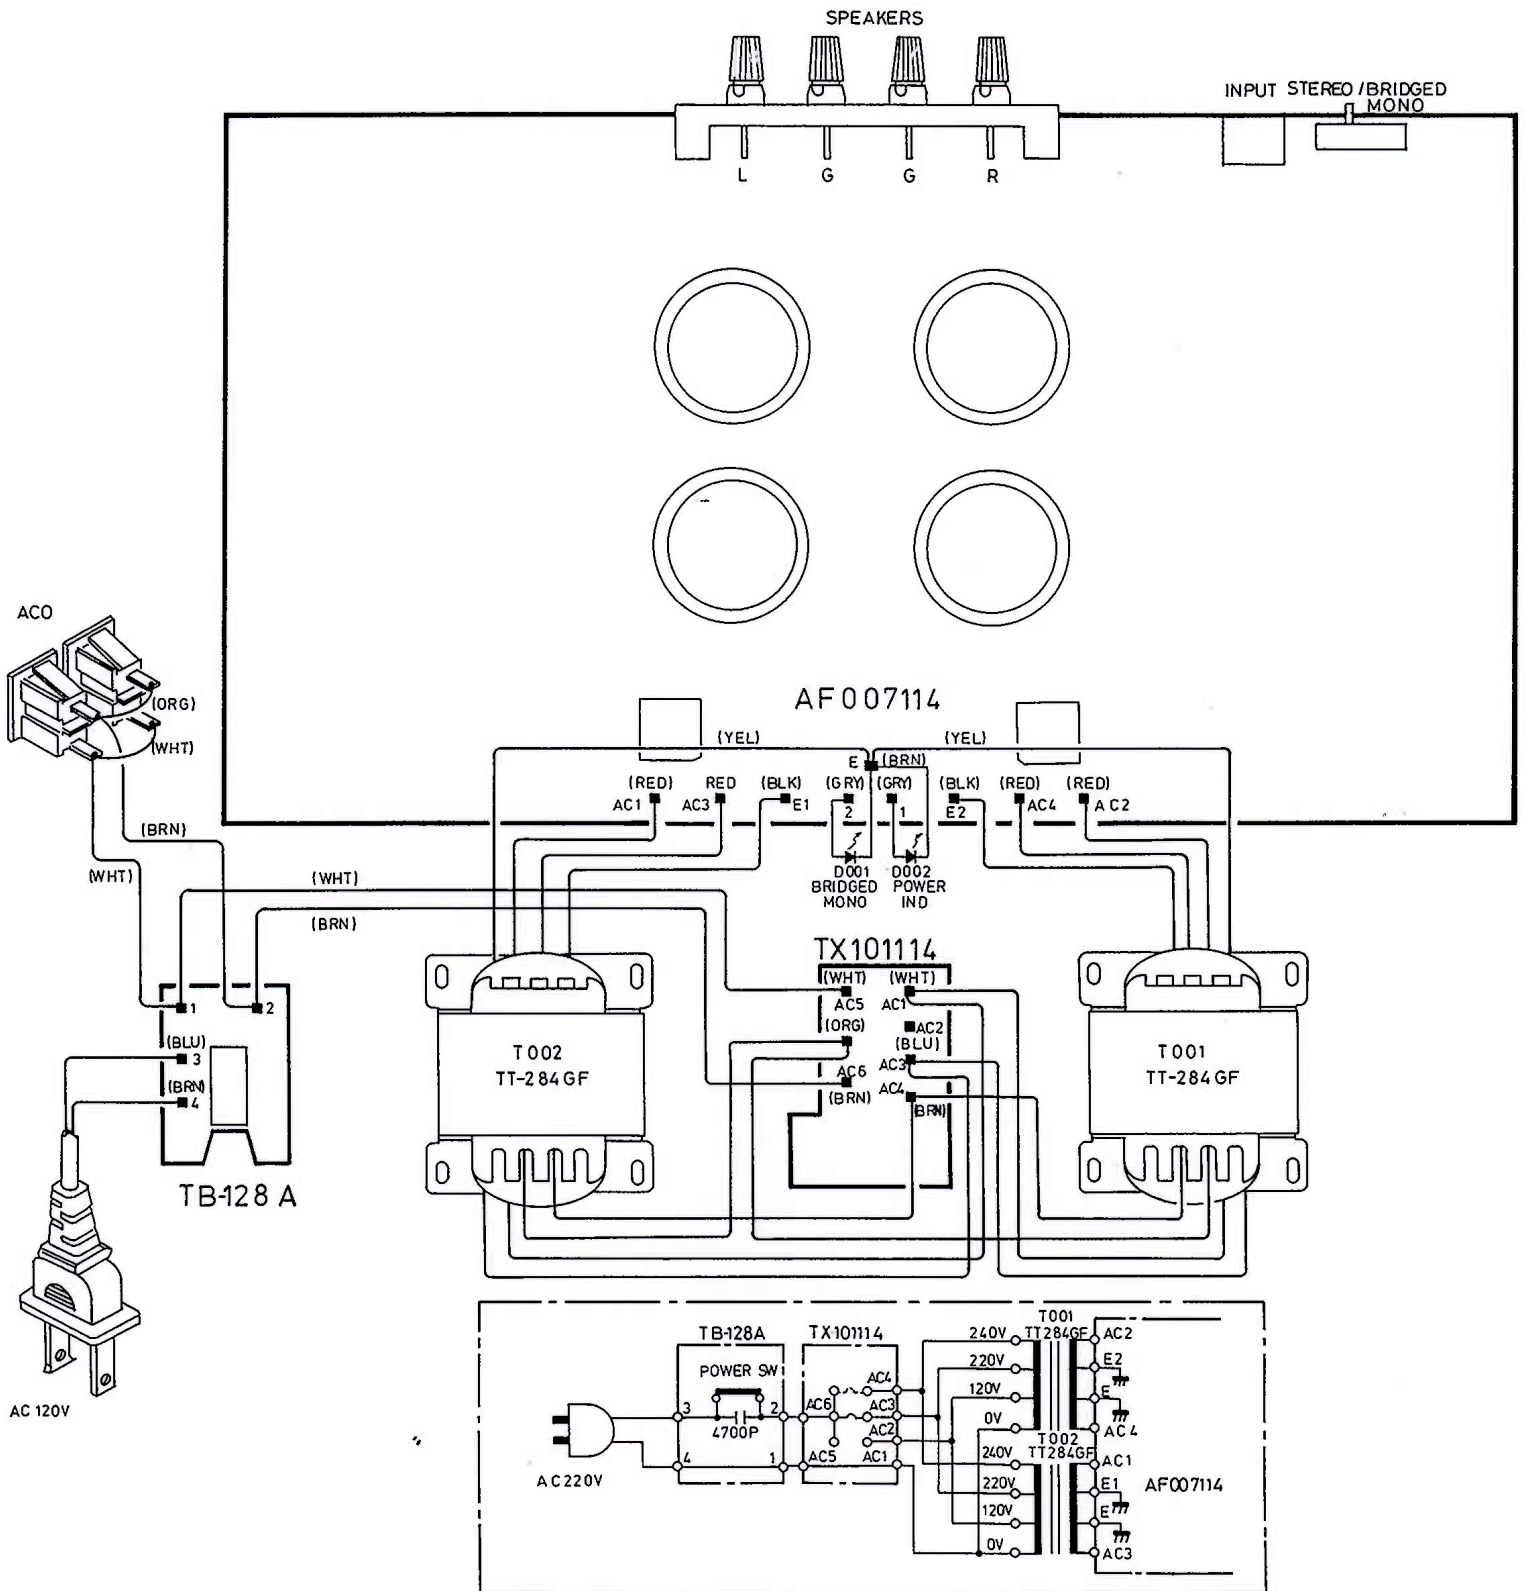 SPEAKERS
INPUT STEREO/BRIDGED
MONO
L G G R
ACO
(ORG)
(WHT)
AF007114
(YEL) (YEL)
E (BRN)
(RED) RED (BLK) (GRY) (GRY) (BLK) (RED) (RED)
AC1 AC3 E1 2 1 E2 AC4 AC2
(BRN)
(WHT)
D001 D002
BRIDGED POWER
MONO IND
(WHT)
(BRN)
TX101114
(WHT) (WHT)
AC5 AC1
(ORG) AC2
(BLU)
AC3
AC6 AC4
(BRN) (BRN)
1 2
(BLU)
3
(BRN)
4
TB-128 A
T002
TT-284GF
T001
TT-284GF
AC 120V
TB-128A TX101114
POWER SW
3 2
4700P
4 1
AC220V
AC6 AC4
AC3
AC2
AC5 AC1
T001
TT284GF
240V AC2
220V E2
120V E
0V AC4
T002
TT284GF
240V AC1
220V E1
120V E
0V AC3
AF007114